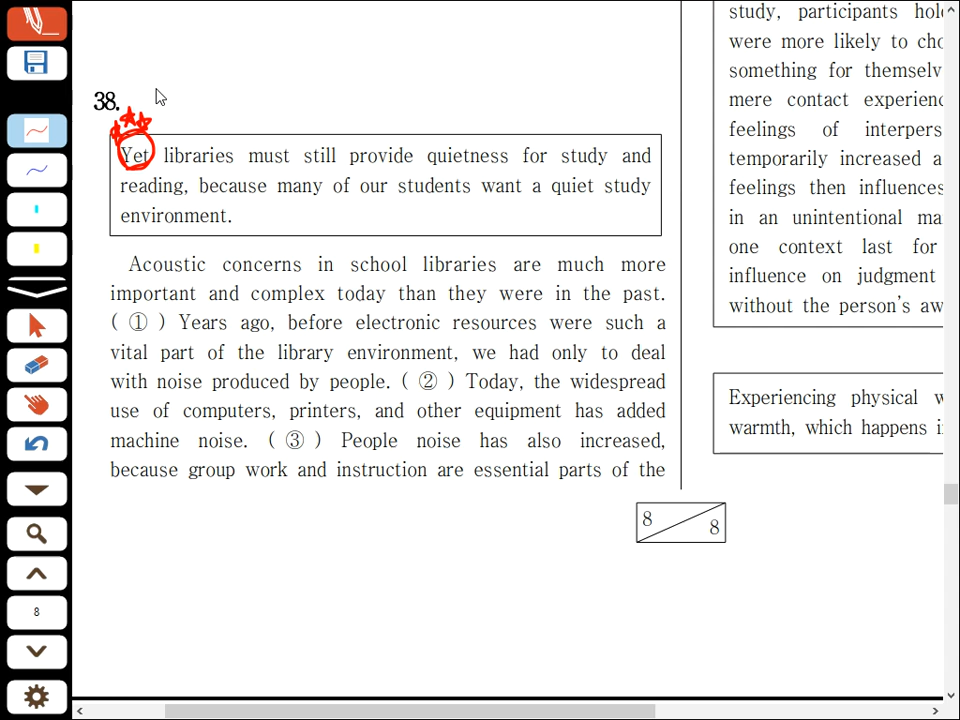 38.
Yet libraries must still provide quietness for study and
reading, because many of our students want a quiet study
environment.
Acoustic concerns in school libraries are much more
important and complex today than they were in the past.
( ① ) Years ago, before electronic resources were such a
vital part of the library environment, we had only to deal
with noise produced by people. ( ② ) Today, the widespread
use of computers, printers, and other equipment has added
machine noise. ( ③ ) People noise has also increased,
because group work and instruction are essential parts of the
8
8
study, participants
were more likely to
something for
mere contact
feelings of
temporarily increased a
feelings then influences
in an unintentional
one context last for
influence on judgment
without the person's
Experiencing physical
warmth, which happens
8